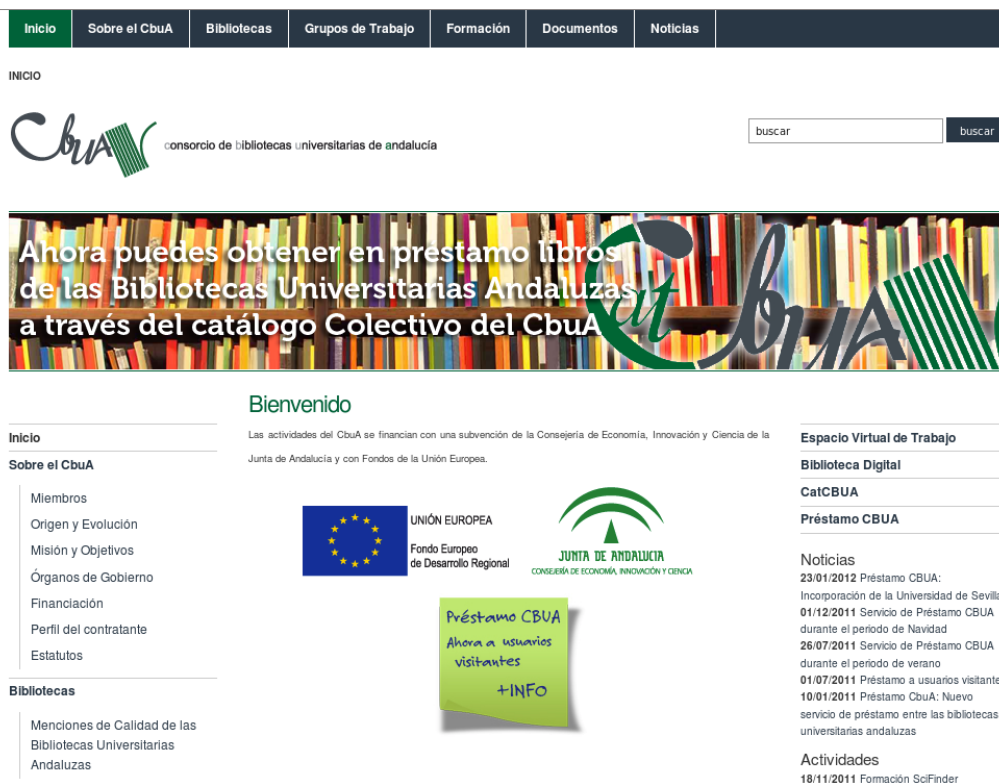 Inicio
Sobre el CbuA
Bibliotecas
Grupos de Trabajo
Formación
Documentos
Noticias
INICIO
CbuA
consorcio de bibliotecas universitarias de andalucía
buscar
buscar
Ahora puedes obtener en préstamo libros
de las Bibliotecas Universitarias Andaluzas
a través del catálogo Colectivo del CbuA
Cat
CbuA
Inicio
Sobre el CbuA
Miembros
Origen y Evolución
Misión y Objetivos
Órganos de Gobierno
Financiación
Perfil del contratante
Estatutos
Bibliotecas
Menciones de Calidad de las
Bibliotecas Universitarias
Andaluzas
Bienvenido
Las actividades del CbuA se financian con una subvención de la Consejería de Economía, Innovación y Ciencia de la
Junta de Andalucía y con Fondos de la Unión Europea.
UNIÓN EUROPEA
Fondo Europeo
de Desarrollo Regional
JUNTA DE ANDALUCIA
CONSEJERÍA DE ECONOMÍA, INNOVACIÓN Y CIENCIA
Préstamo CBUA
Ahora a usuarios
visitantes
+INFO
Espacio Virtual de Trabajo
Biblioteca Digital
CatCBUA
Préstamo CBUA
Noticias
23/01/2012 Préstamo CBUA:
Incorporación de la Universidad de Sevilla
01/12/2011 Servicio de Préstamo CBUA
durante el periodo de Navidad
26/07/2011 Servicio de Préstamo CBUA
durante el periodo de verano
01/07/2011 Préstamo a usuarios visitante
10/01/2011 Préstamo CbuA: Nuevo
servicio de préstamo entre las bibliotecas
universitarias andaluzas
Actividades
18/11/2011 Formación SciFinder